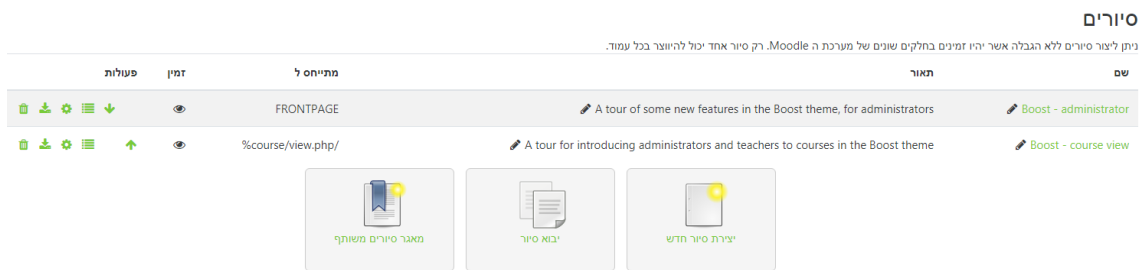 סיורים
ניתן ליצור סיורים ללא הגבלה אשר יהיו זמינים בחלקים שונים של מערכת ה Moodle. רק סיור אחד יכול להיווצר בכל עמוד.
שם תאור מתייחס ל זמין פעולות
Boost - administrator A tour of some new features in the Boost theme, for administrators FRONTPAGE
Boost - course view A tour for introducing administrators and teachers to courses in the Boost theme %course/view.php/
יצירת סיור חדש יבוא סיור מאגר סיורים משותף